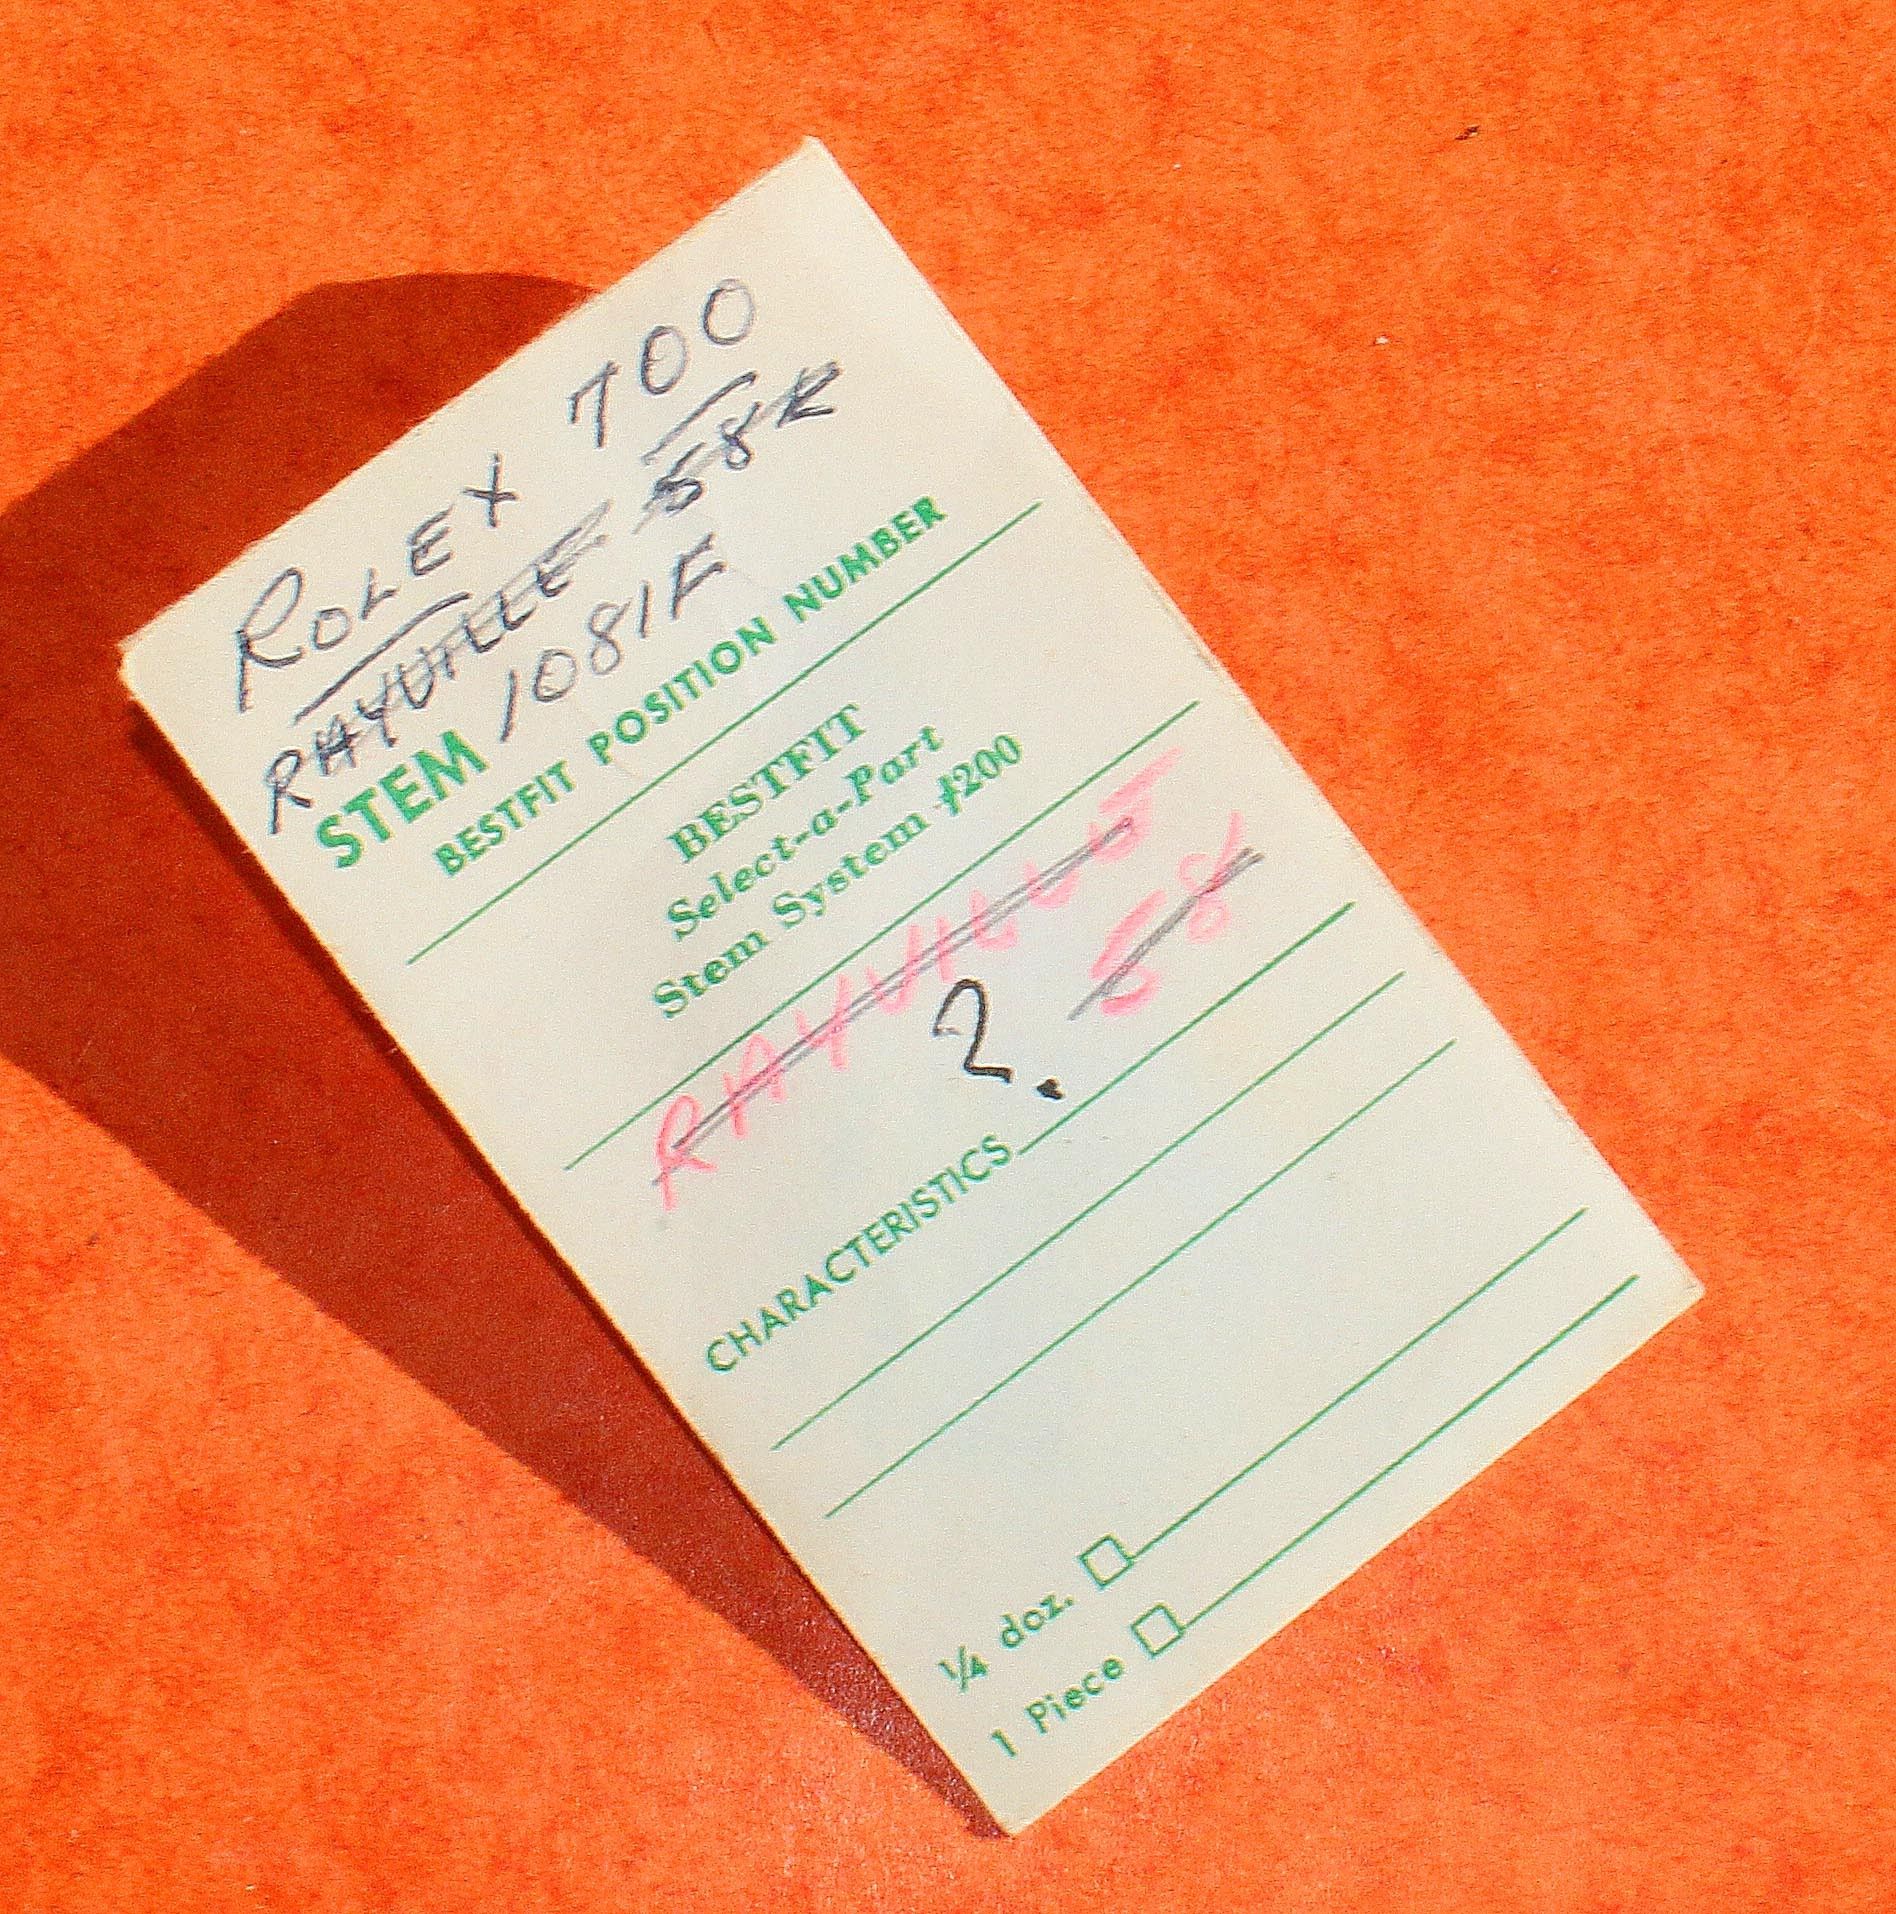 ROLEX 700
RAYVILLE 58R
STEM 1081F
BESTFIT POSITION NUMBER
BESTFIT
Select-a-Part
Stem System #200
RAYVILLE 58
?
CHARACTERISTICS
1/4 doz.
1 Piece